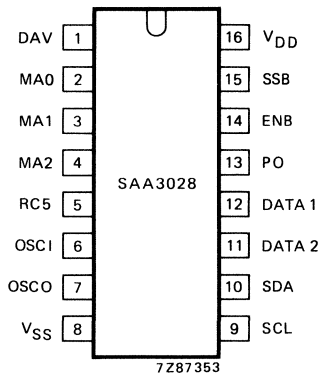 DAV 1 16 VDD
MA0 2 15 SSB
MA1 3 14 ENB
MA2 4 13 PO
SAA3028
RC5 5 12 DATA 1
OSCI 6 11 DATA 2
OSCO 7 10 SDA
VSS 8 9 SCL
7Z87353